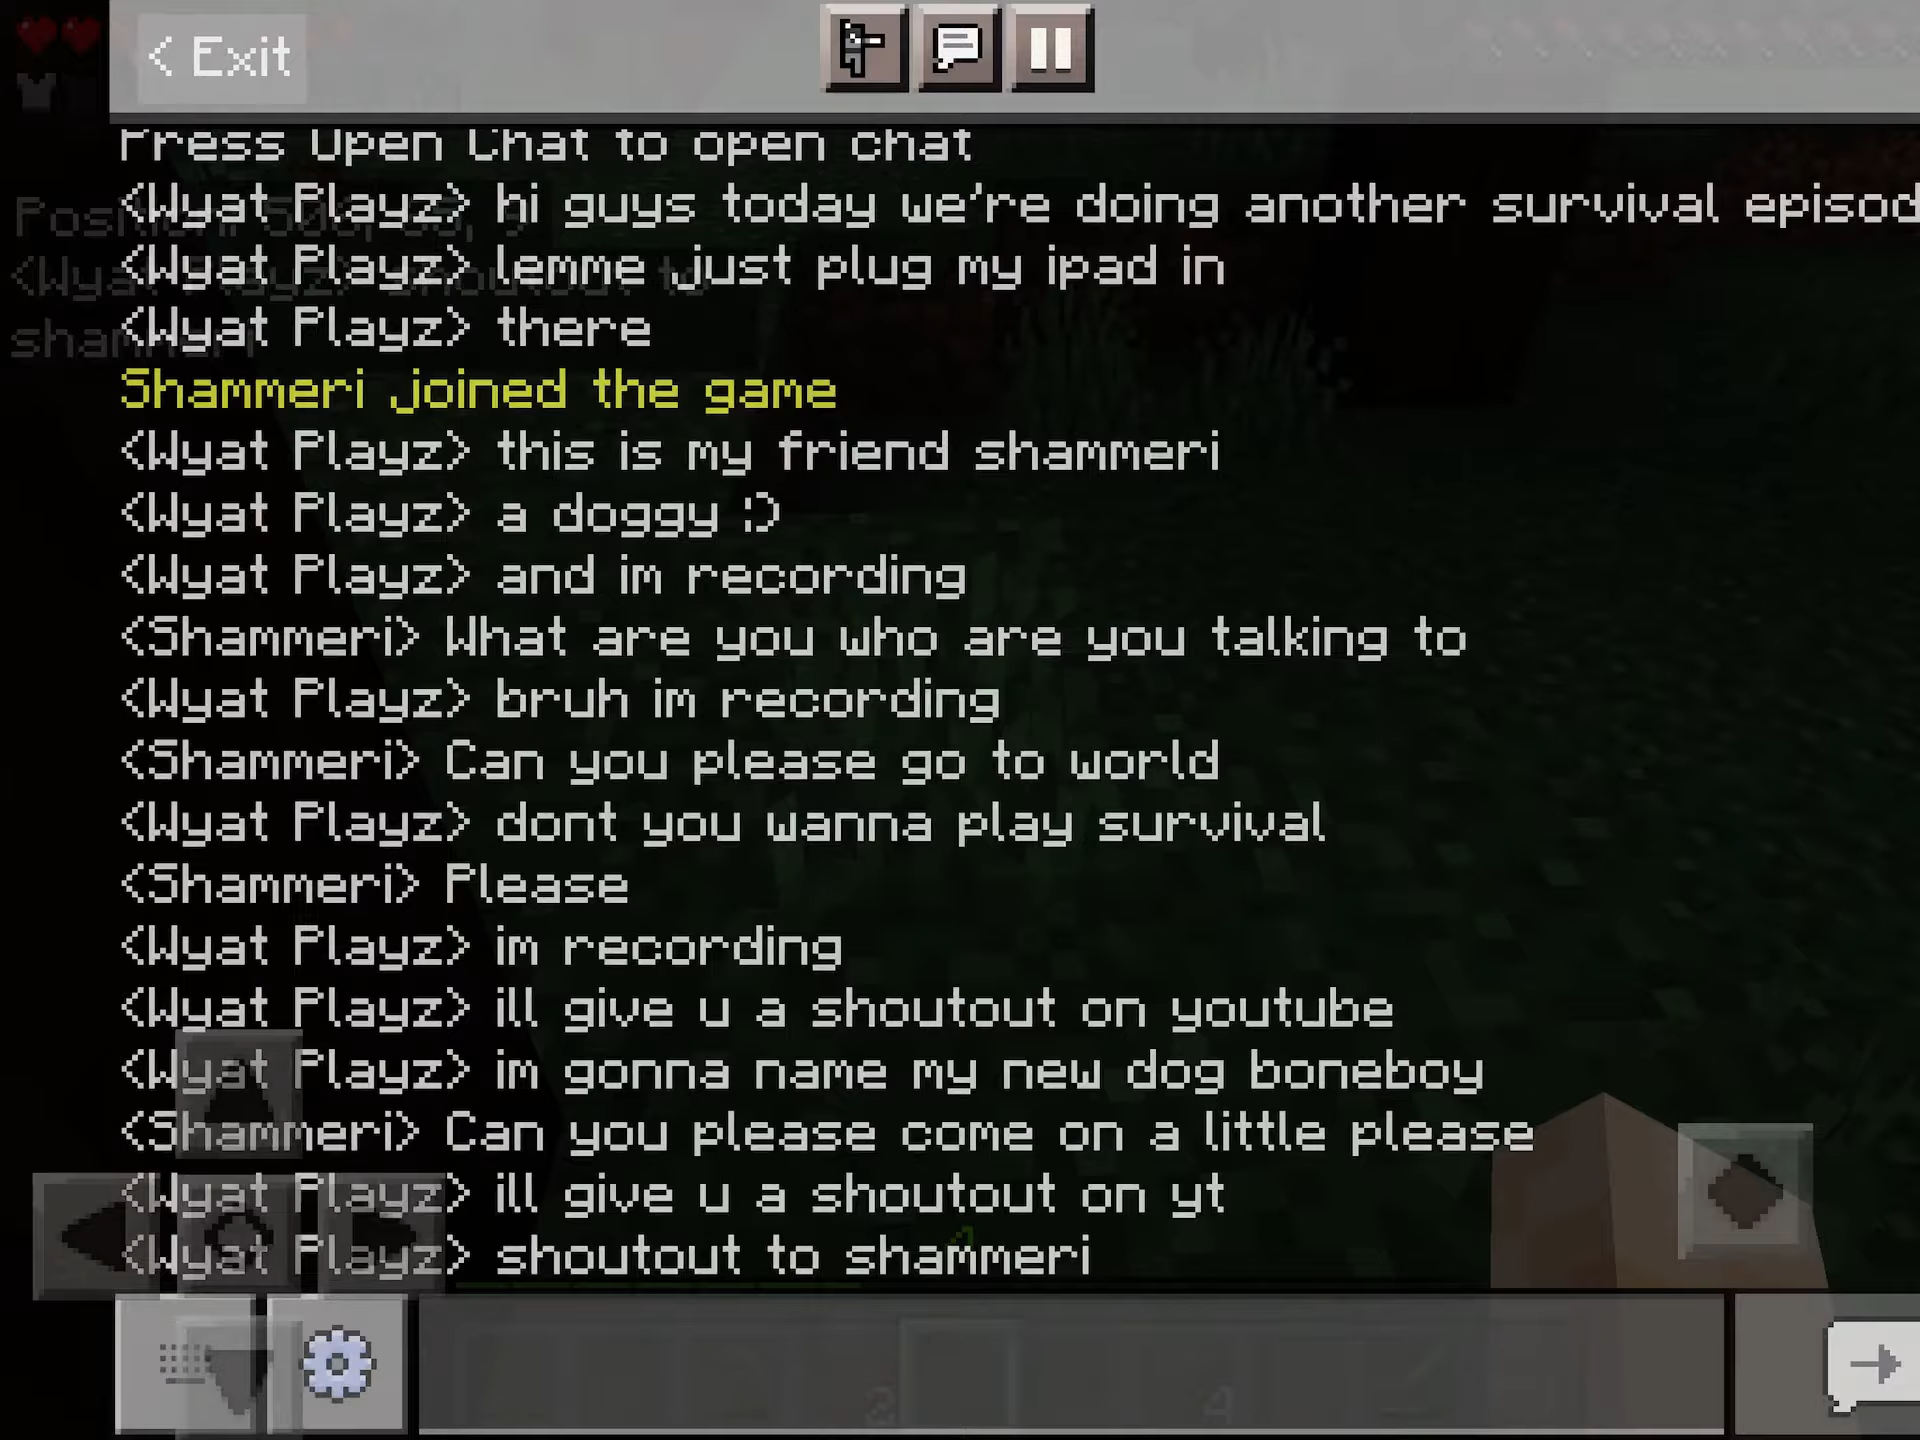 < Exit
Press Open Chat to open chat
<Wyat Playz> hi guys today we're doing another survival episod
<Wyat Playz> lemme just plug my ipad in
<Wyat Playz> there
Shammeri joined the game
<Wyat Playz> this is my friend shammeri
<Wyat Playz> a doggy :)
<Wyat Playz> and im recording
<Shammeri> What are you who are you talking to
<Wyat Playz> bruh im recording
<Shammeri> Can you please go to world
<Wyat Playz> dont you wanna play survival
<Shammeri> Please
<Wyat Playz> im recording
<Wyat Playz> ill give u a shoutout on youtube
<Wyat Playz> im gonna name my new dog boneboy
<Shammeri> Can you please come on a little please
<Wyat Playz> ill give u a shoutout on yt
<Wyat Playz> shoutout to shammeri
2 4